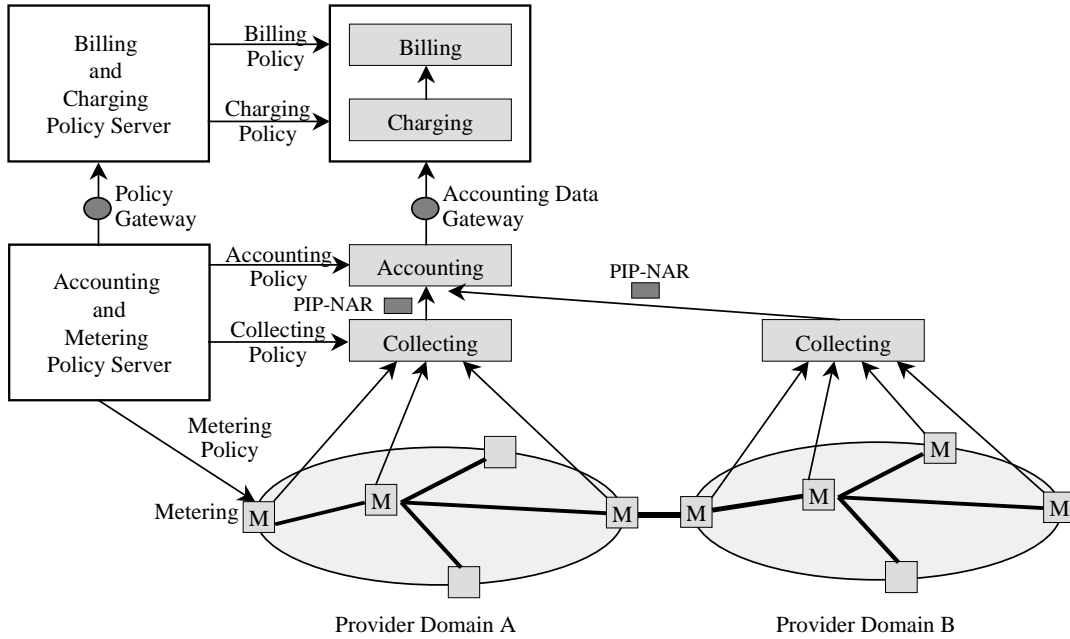 Billing
and
Charging
Policy Server
Billing
Policy
Charging
Policy
Billing
Charging
Policy
Gateway
Accounting Data
Gateway
Accounting
and
Metering
Policy Server
Accounting
Policy
Accounting
PIP-NAR
PIP-NAR
Collecting
Policy
Collecting
Collecting
Metering
Policy
Metering
M
M
M
M
M
M
M
Provider Domain A
Provider Domain B